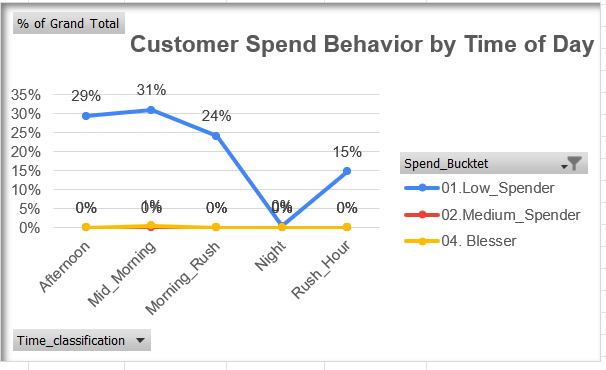 % of Grand Total
Customer Spend Behavior by Time of Day
35%
30%
25%
20%
15%
10%
5%
0%
29%
31%
24%
15%
0%
1%
0%
0%
0%
0%
0%
Afternoon
Mid_Morning
Morning_Rush
Night
Rush_Hour
Spend_Bucktet
01.Low_Spender
02.Medium_Spender
04. Blesser
Time_classification